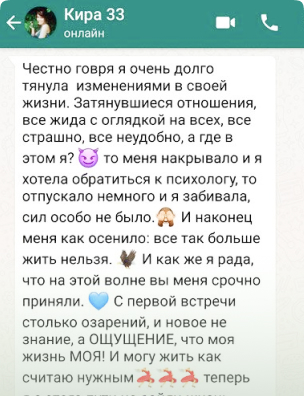 Кира 33
онлайн
Честно говря я очень долго
тянула изменениями в своей
жизни. Затянувшиеся отношения,
все жида с оглядкой на всех, все
страшно, все неудобно, а где в
этом я? 😈 то меня накрывало и я
хотела обратиться к психологу, то
отпускало немного и я забивала,
сил особо не было.🙈 И наконец
меня как осенило: все так больше
жить нельзя. 🦅 И как же я рада,
что на этой волне вы меня срочно
приняли. 🩵 С первой встречи
столько озарений, и новое не
знание, а ОЩУЩЕНИЕ, что моя
жизнь МОЯ! И могу жить как
считаю нужным 🦞🦞🦞 теперь